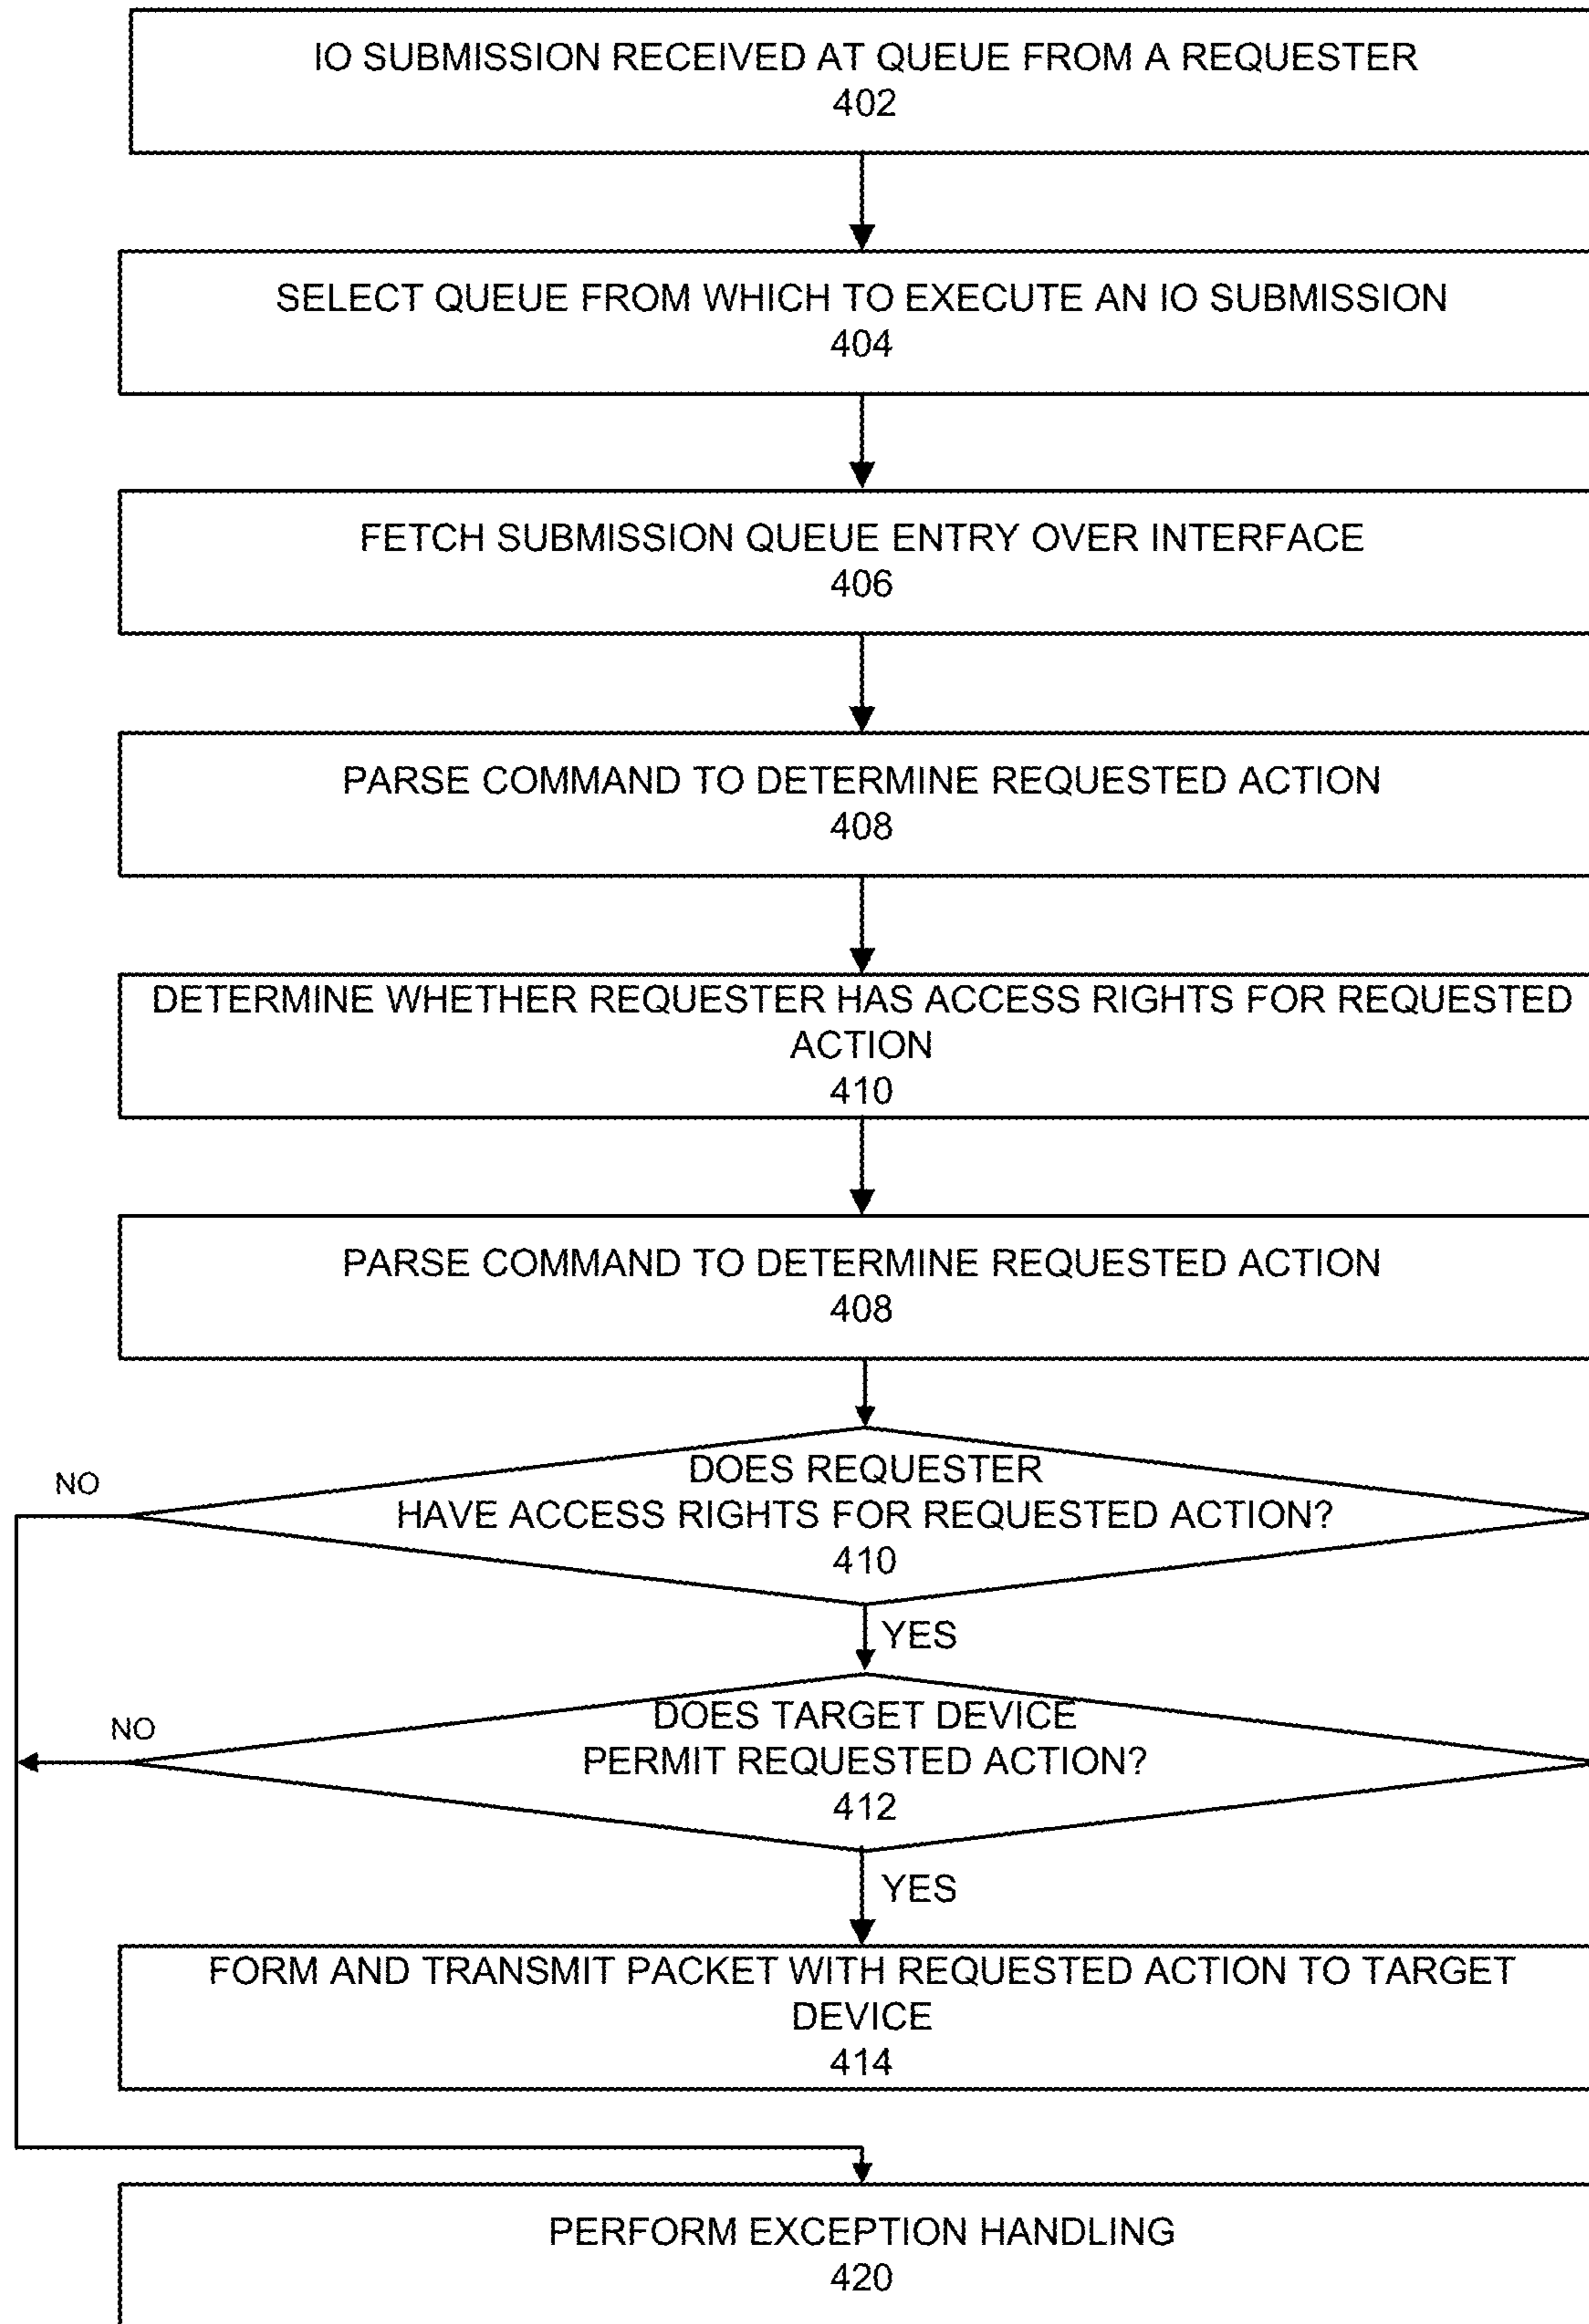 IO SUBMISSION RECEIVED AT QUEUE FROM A REQUESTER
402
SELECT QUEUE FROM WHICH TO EXECUTE AN IO SUBMISSION
404
FETCH SUBMISSION QUEUE ENTRY OVER INTERFACE
406
PARSE COMMAND TO DETERMINE REQUESTED ACTION
408
DETERMINE WHETHER REQUESTER HAS ACCESS RIGHTS FOR REQUESTED
ACTION
410
PARSE COMMAND TO DETERMINE REQUESTED ACTION
408
DOES REQUESTER
NO
HAVE ACCESS RIGHTS FOR REQUESTED ACTION?
410
YES
DOES TARGET DEVICE
NO
PERMIT REQUESTED ACTION?
412
YES
FORM AND TRANSMIT PACKET WITH REQUESTED ACTION TO TARGET
DEVICE
414
PERFORM EXCEPTION HANDLING
420